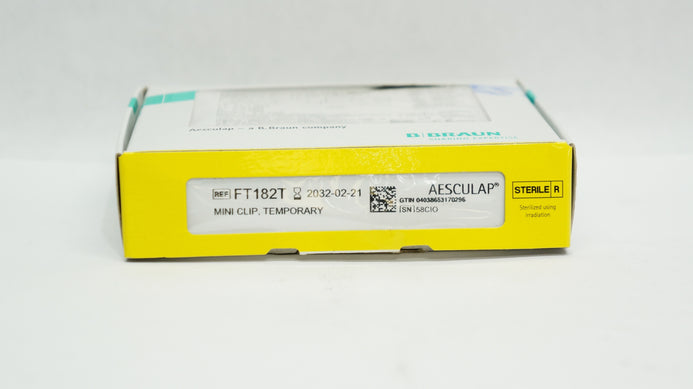 Aesculap – a B. Braun company
B BRAUN
SHARING EXPERTISE
REF FT182T 2032-02-21
MINI CLIP, TEMPORARY
AESCULAP®
GTIN 04038653170296
SN 58CIO
STERILE R
Sterilized using
irradiation